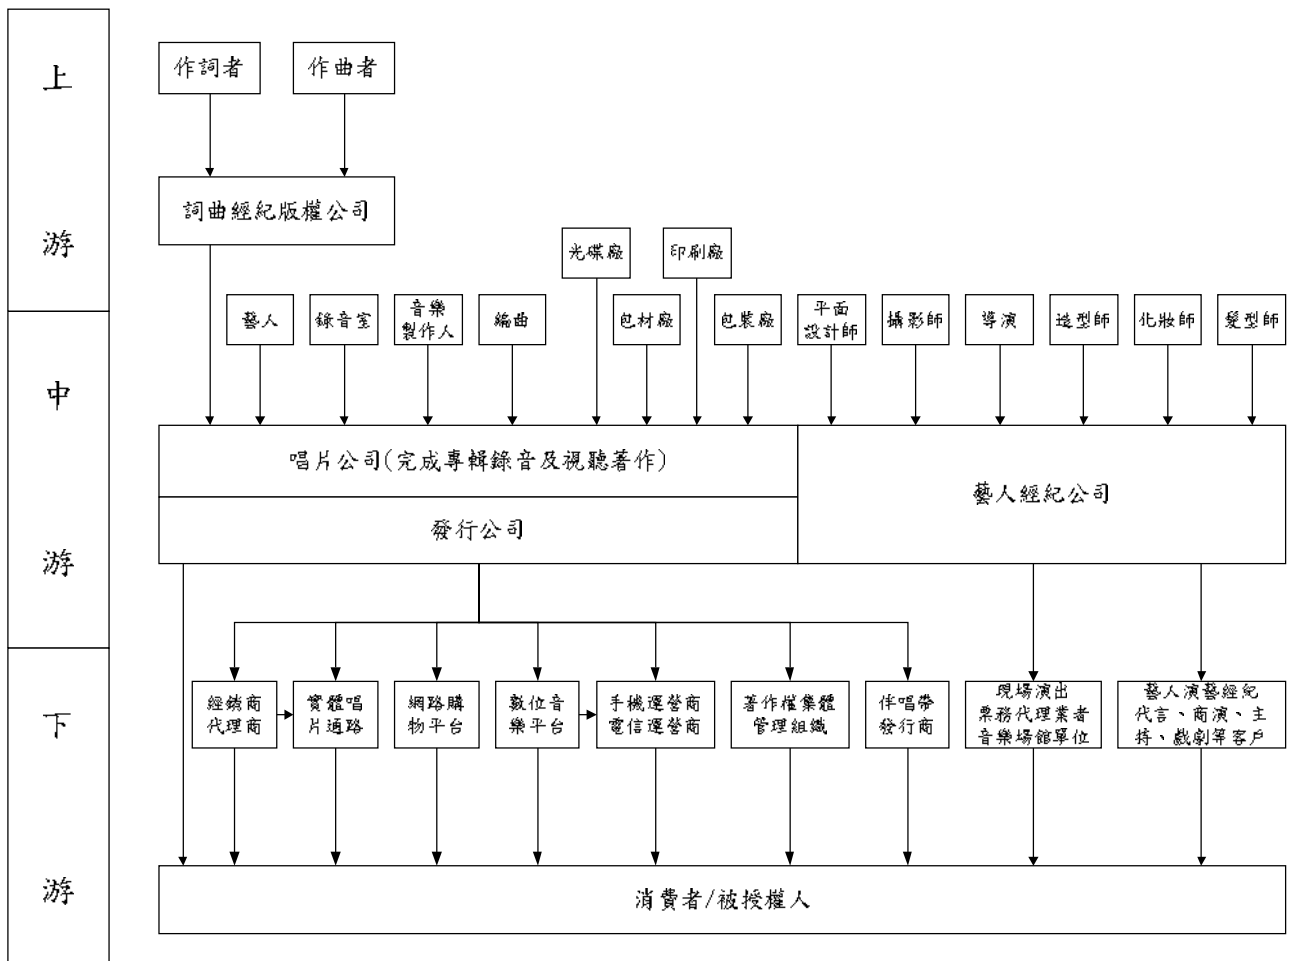 上
游
中
游
下
游
作詞者
作曲者
詞曲經紀版權公司
光碟廠
印刷廠
藝人
錄音室
音樂
製作人
編曲
包材廠
包裝廠
平面
設計師
攝影師
導演
造型師
化妝師
髮型師
唱片公司(完成專輯錄音及視聽著作)
發行公司
藝人經紀公司
經銷商
代理商
實體唱
片通路
網路購
物平台
數位音
樂平台
手機運營商
電信運營商
著作權集體
管理組織
伴唱帶
發行商
現場演出
票務代理業者
音樂場館單位
藝人演藝經紀
代言、商演、主
持、戲劇等客戶
消費者/被授權人